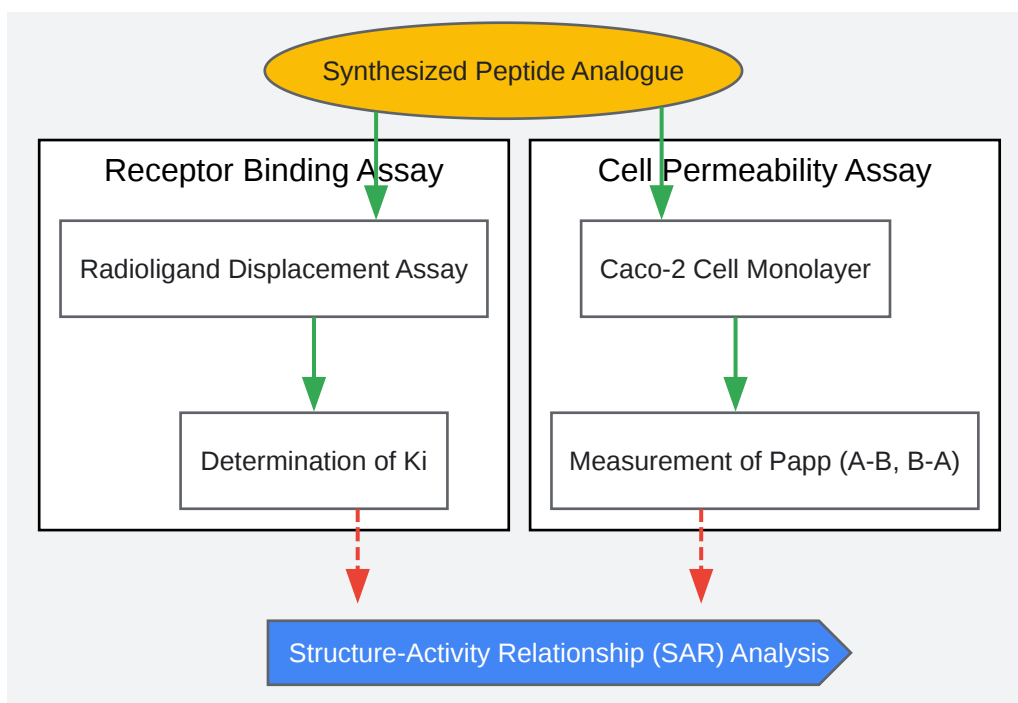 Synthesized Peptide Analogue
Receptor Binding Assay
Cell Permeability Assay
Radioligand Displacement Assay
Caco-2 Cell Monolayer
Determination of Ki
Measurement of Papp (A-B, B-A)
Structure-Activity Relationship (SAR) Analysis